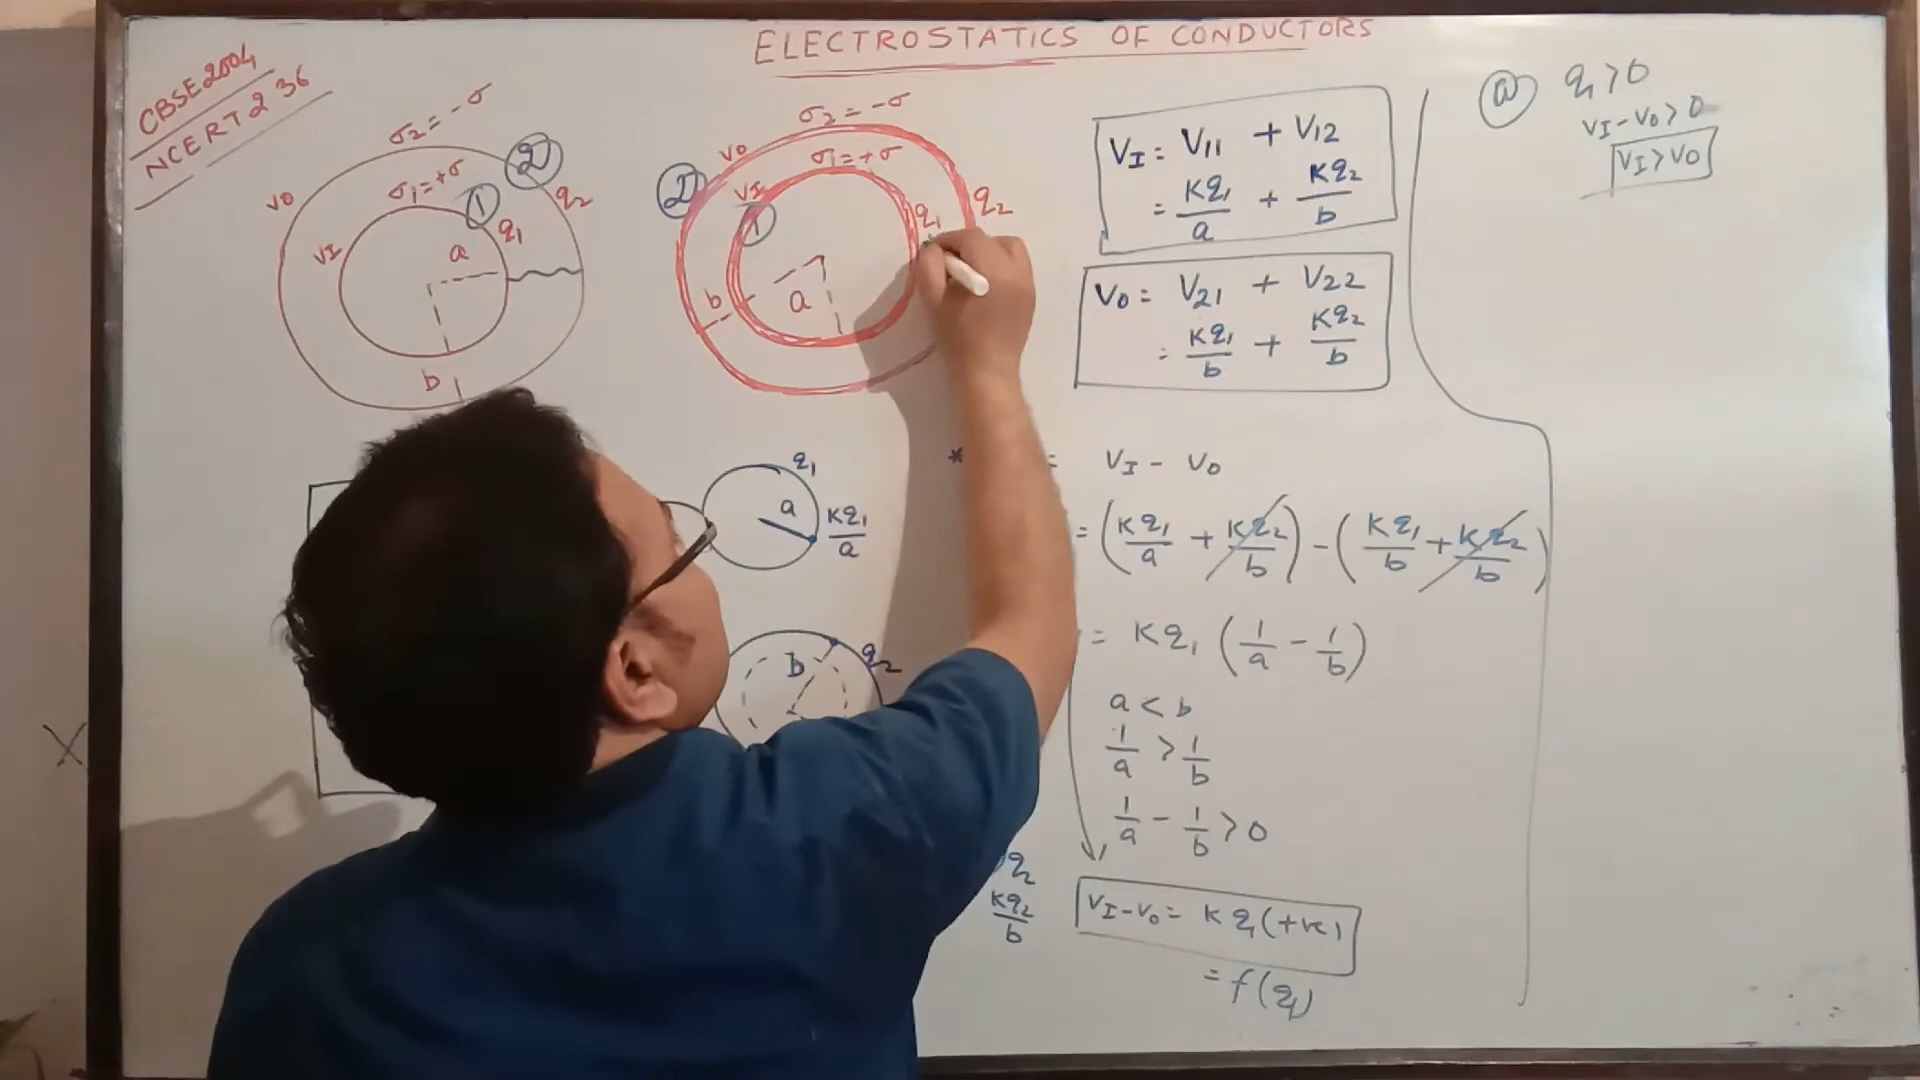 ELECTROSTATICS OF CONDUCTORS
CBSE 2004
NCERT 2 36
σ₂ = -σ
σ₁ = +σ
V0
VI
1
2
q₁
q₂
a
b
σ₂ = -σ
V0
σ₁ = +σ
2
VI
1
q₁
q₂
b
a
VI = V11 + V12
= Kq₁/a + Kq₂/b
V0 = V21 + V22
= Kq₁/b + Kq₂/b
q₁
a
Kq₁/a
b
q₂
q₂
Kq₂/b
*
= VI - V0
= (Kq₁/a + Kq₂/b) - (Kq₁/b + Kq₂/b)
= Kq₁ (1/a - 1/b)
a < b
1/a > 1/b
1/a - 1/b > 0
VI - V0 = Kq₁(+ve)
= f(q₁)
a q₁ > 0
VI - V0 > 0
VI > V0
X